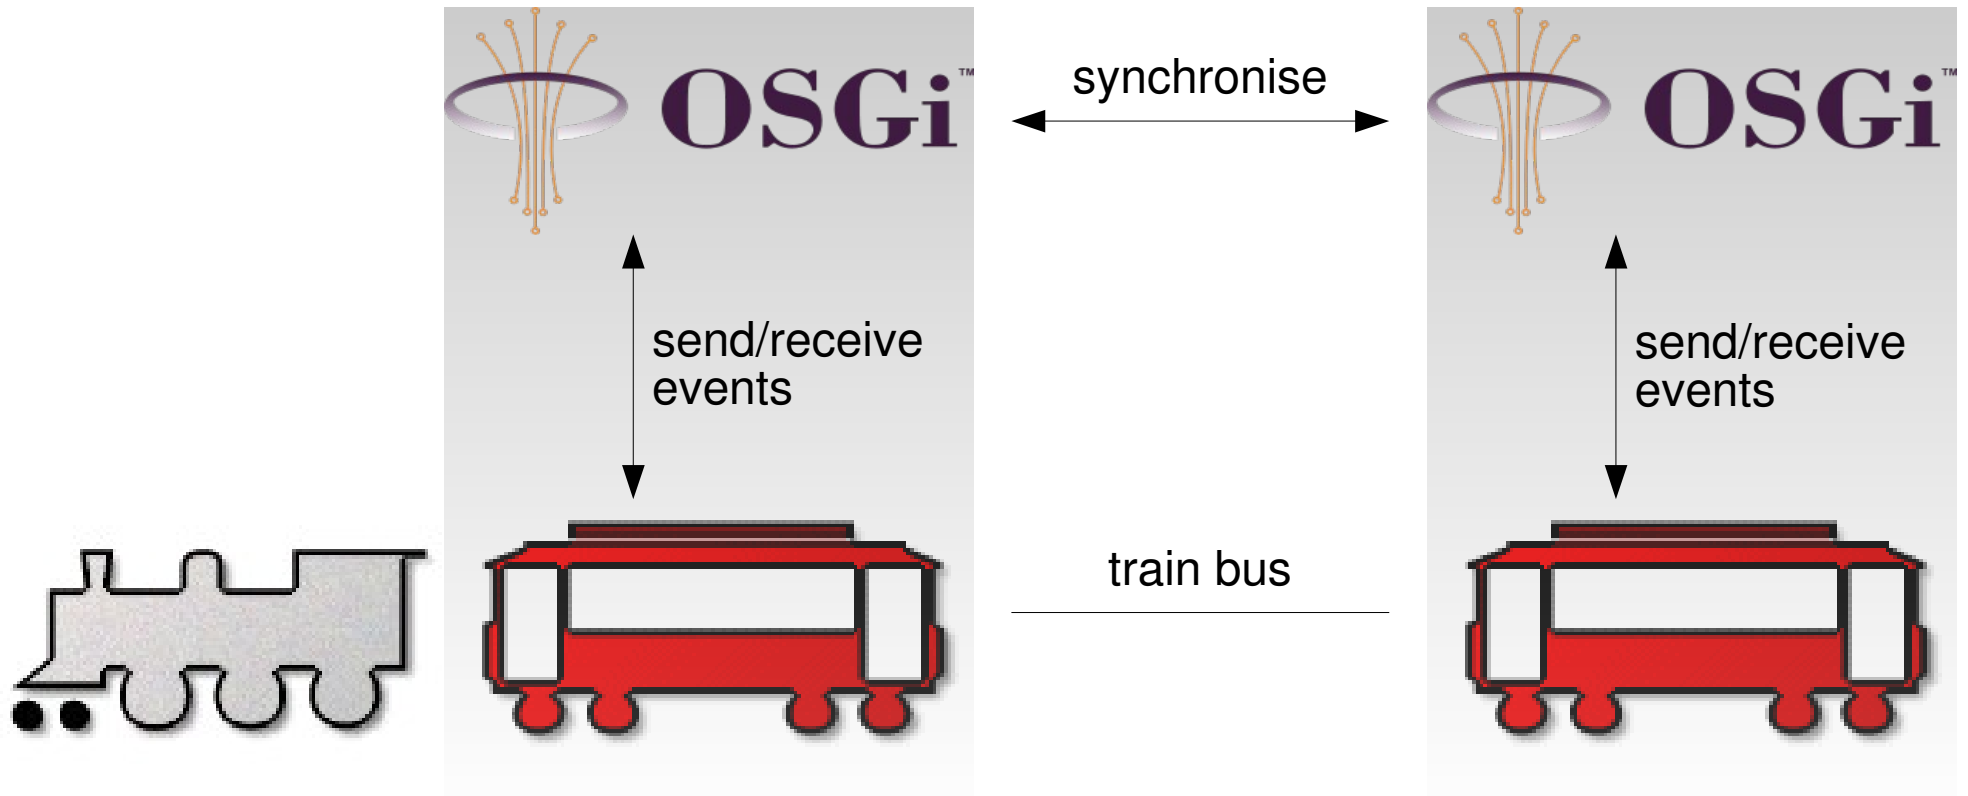 OSGi™
synchronise
OSGi™
send/receive
events
send/receive
events
train bus